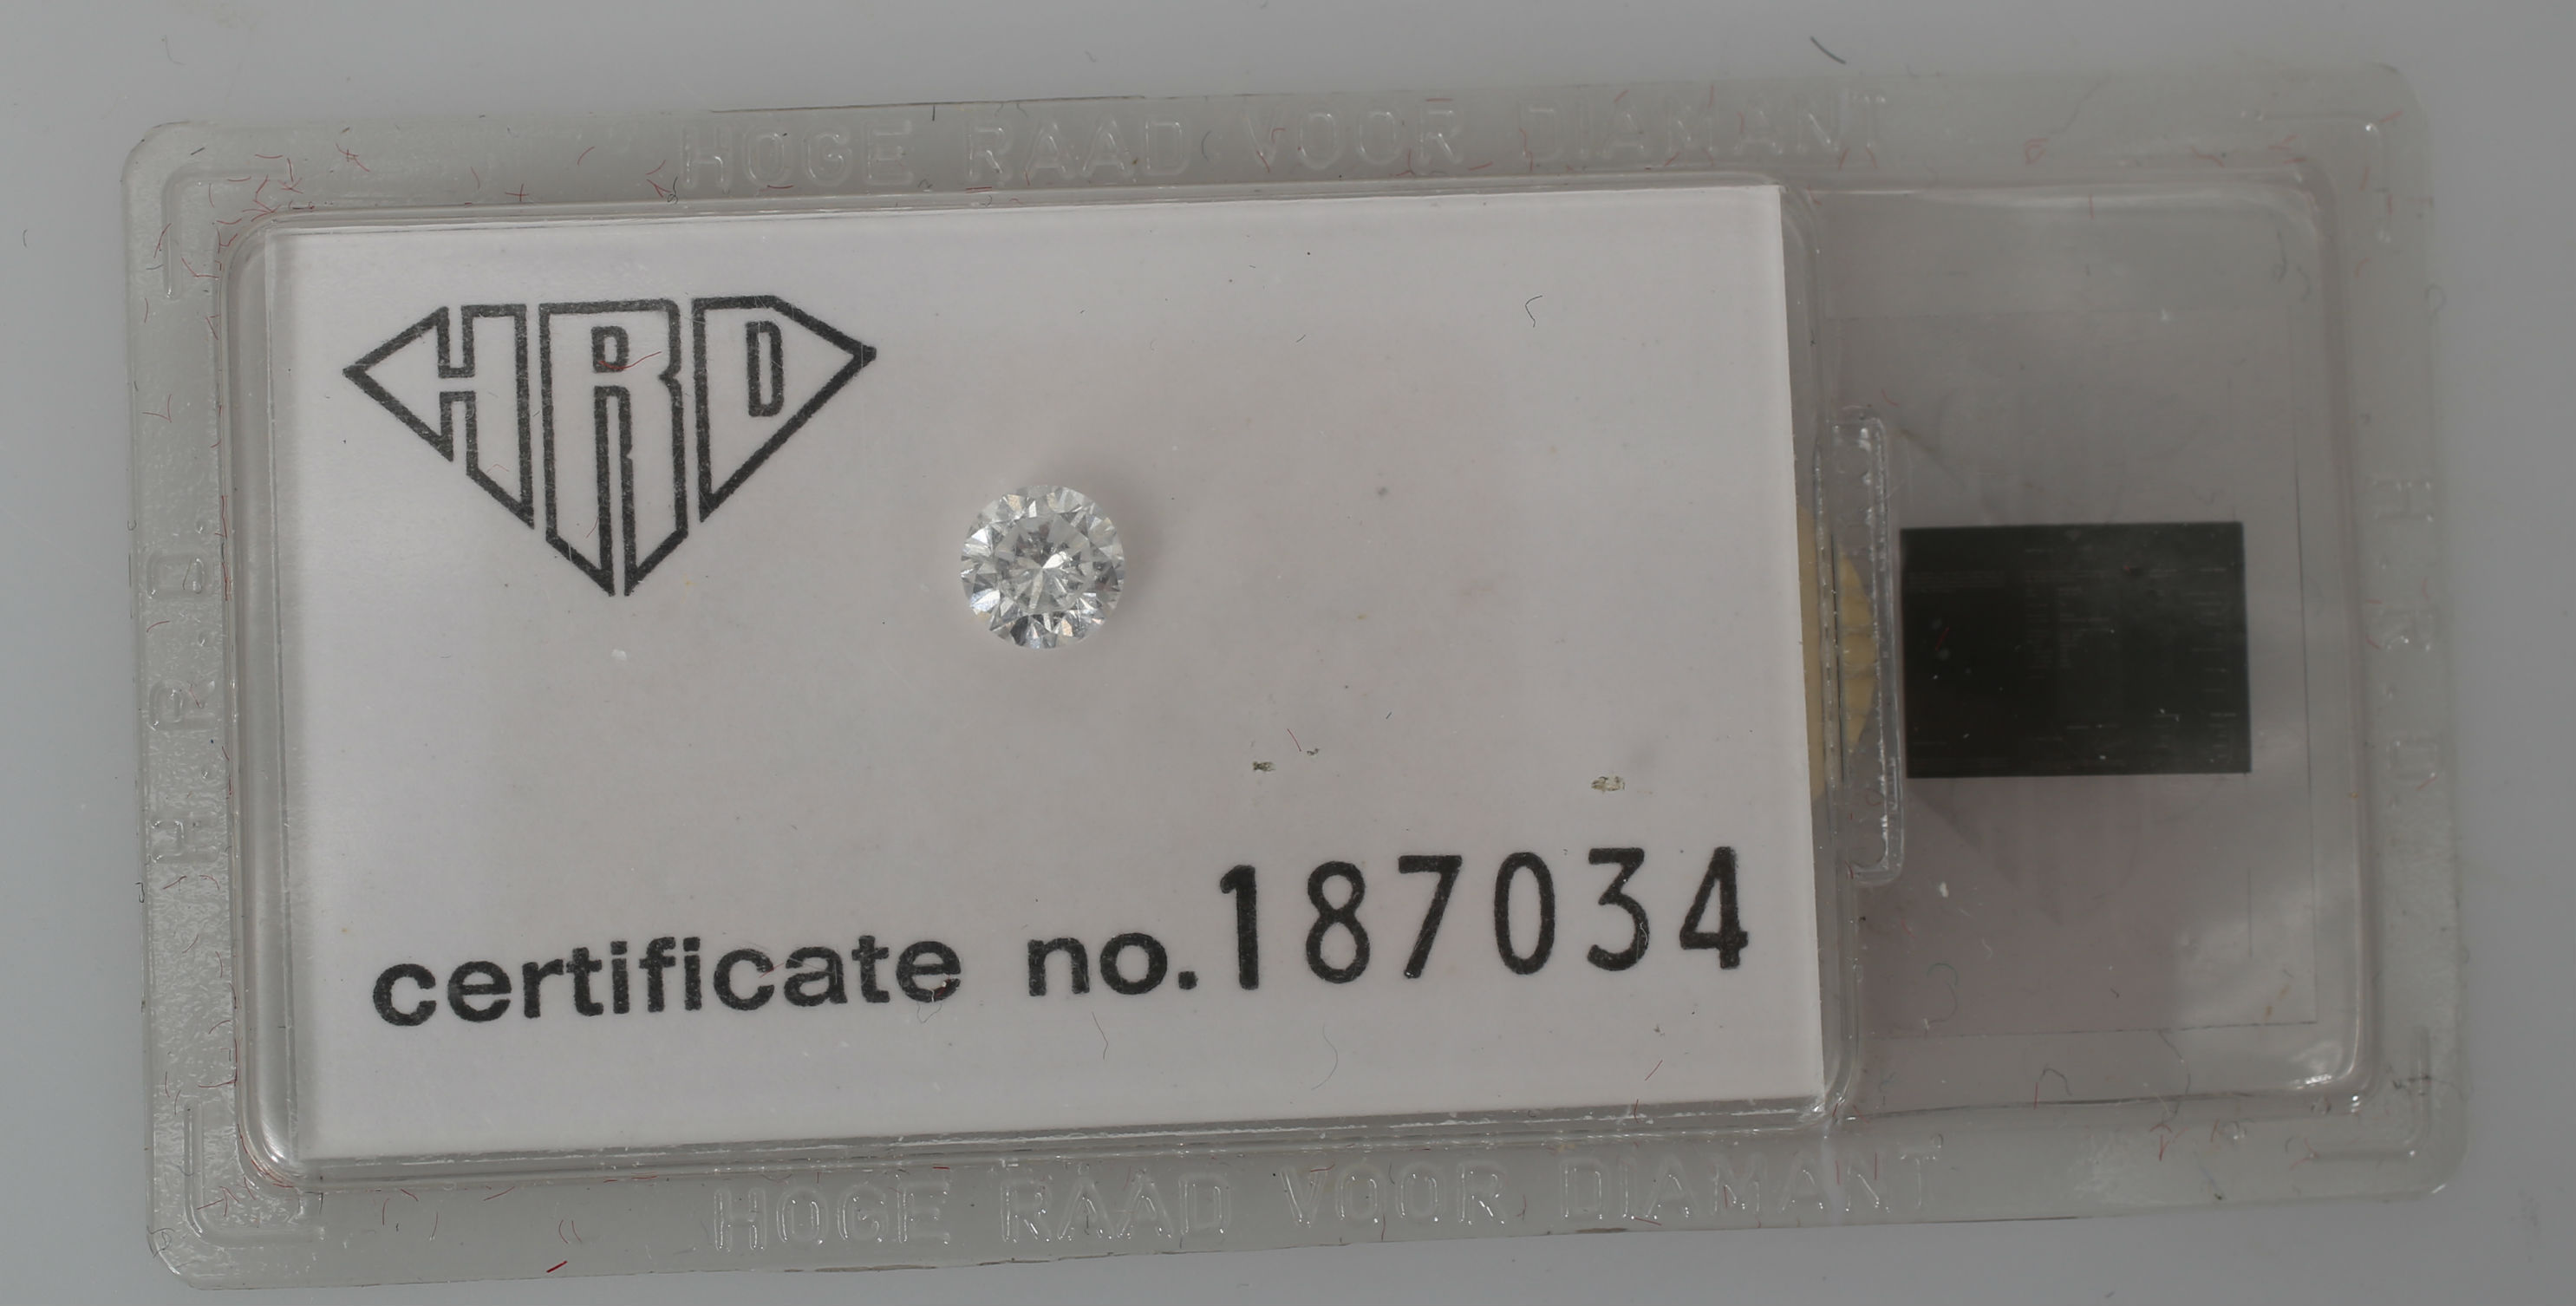 HOGE RAAD VOOR DIAMANT
HRD
certificate no. 187034
HOGE RAAD VOOR DIAMANT
H.R.D.
H.R.D.